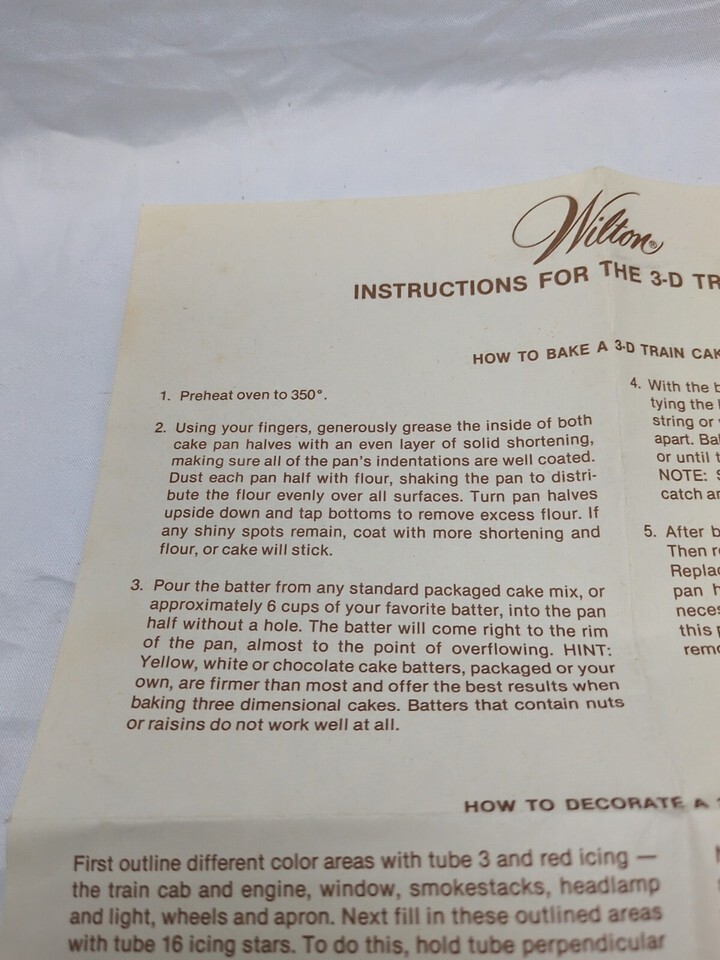 Wilton®
INSTRUCTIONS FOR THE 3-D TR
HOW TO BAKE A 3-D TRAIN CAK
1. Preheat oven to 350°.
2. Using your fingers, generously grease the inside of both
cake pan halves with an even layer of solid shortening,
making sure all of the pan's indentations are well coated.
Dust each pan half with flour, shaking the pan to distri-
bute the flour evenly over all surfaces. Turn pan halves
upside down and tap bottoms to remove excess flour. If
any shiny spots remain, coat with more shortening and
flour, or cake will stick.
3. Pour the batter from any standard packaged cake mix, or
approximately 6 cups of your favorite batter, into the pan
half without a hole. The batter will come right to the rim
of the pan, almost to the point of overflowing. HINT:
Yellow, white or chocolate cake batters, packaged or your
own, are firmer than most and offer the best results when
baking three dimensional cakes. Batters that contain nuts
or raisins do not work well at all.
4. With the b
tying the
string or
apart. Ba
or until t
NOTE: S
catch ar
5. After b
Then re
Replac
pan h
neces
this p
remo
HOW TO DECORATE A
First outline different color areas with tube 3 and red icing —
the train cab and engine, window, smokestacks, headlamp
and light, wheels and apron. Next fill in these outlined areas
with tube 16 icing stars. To do this, hold tube perpendicular